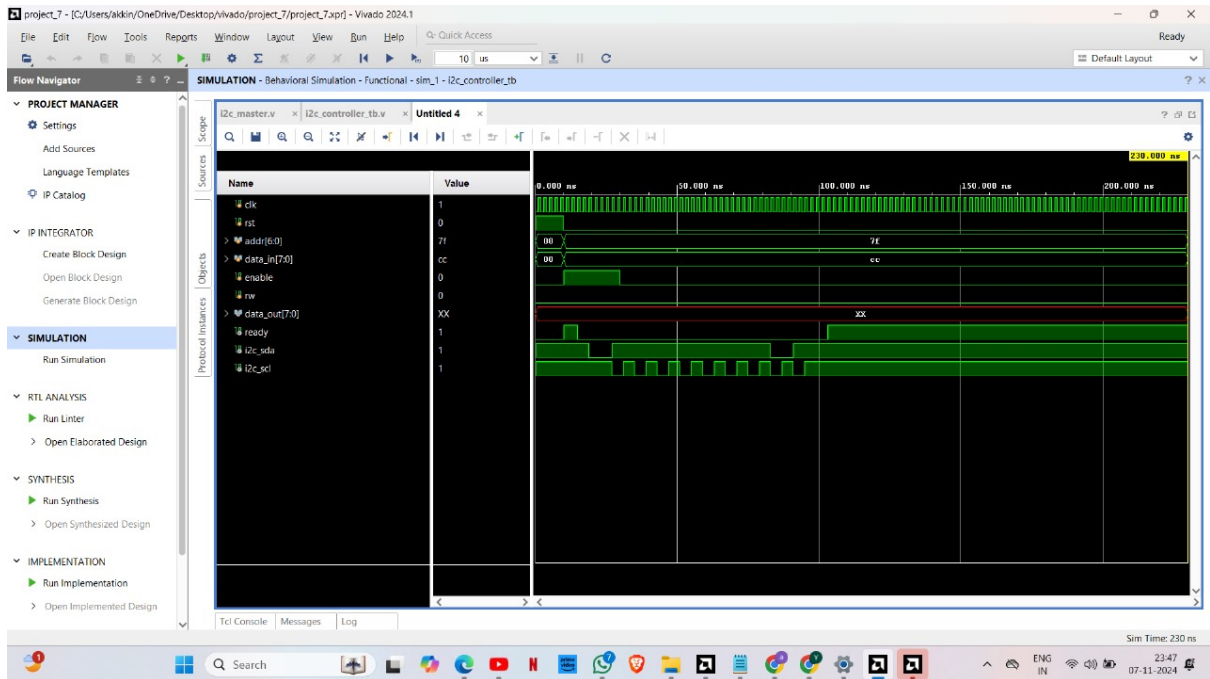 project_7 - [C:/Users/akkin/OneDrive/Desktop/vivado/project_7/project_7.xpr] - Vivado 2024.1
File Edit Flow Tools Reports Window Layout View Run Help Q- Quick Access Ready
10 us Default Layout
Flow Navigator SIMULATION - Behavioral Simulation - Functional - sim_1 - i2c_controller_tb
PROJECT MANAGER
Settings
Add Sources
Language Templates
IP Catalog
IP INTEGRATOR
Create Block Design
Open Block Design
Generate Block Design
SIMULATION
Run Simulation
RTL ANALYSIS
Run Linter
Open Elaborated Design
SYNTHESIS
Run Synthesis
Open Synthesized Design
IMPLEMENTATION
Run Implementation
Open Implemented Design
Scope
Sources
Objects
Protocol Instances
i2c_master.v i2c_controller_tb.v Untitled 4
230.000 ns
Name Value 0.000 ns 50.000 ns 100.000 ns 150.000 ns 200.000 ns
clk 1
rst 0
addr[6:0] 7f 00 7f
data_in[7:0] cc 00 cc
enable 0
rw 0
data_out[7:0] XX XX
ready 1
i2c_sda 1
i2c_scl 1
Tcl Console Messages Log
Sim Time: 230 ns
1 Search ENG 23:47
IN 07-11-2024